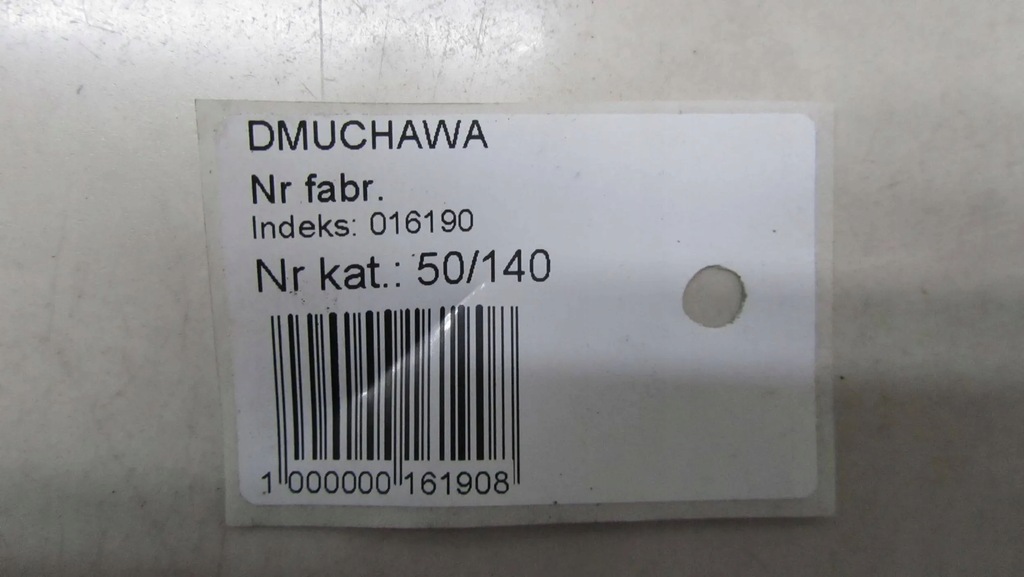 DMUCHAWA
Nr fabr.
Indeks: 016190
Nr kat.: 50/140
1 000000 161908